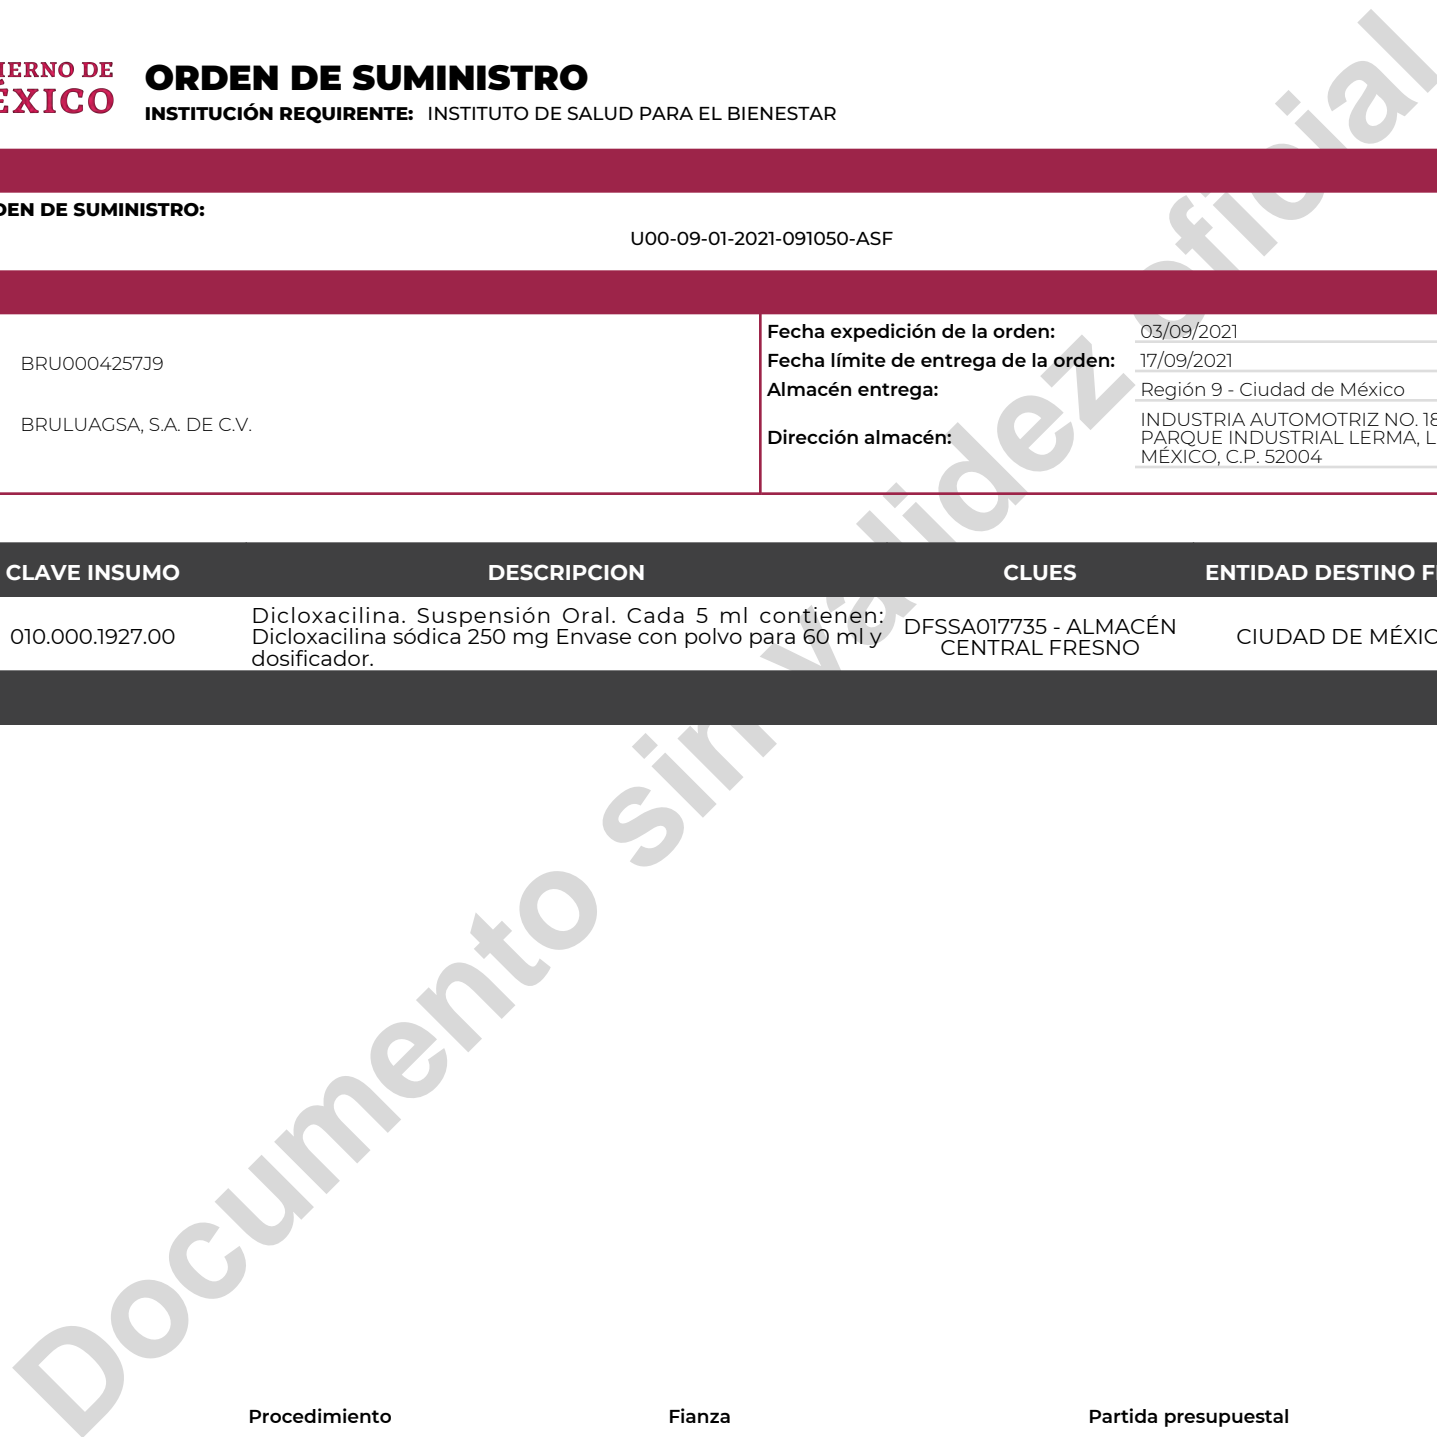 IERNO DE
ÉXICO
ORDEN DE SUMINISTRO
INSTITUCIÓN REQUIRENTE: INSTITUTO DE SALUD PARA EL BIENESTAR
DEN DE SUMINISTRO:
U00-09-01-2021-091050-ASF
BRU0004257J9
BRULUAGSA, S.A. DE C.V.
Fecha expedición de la orden: 03/09/2021
Fecha límite de entrega de la orden: 17/09/2021
Almacén entrega: Región 9 - Ciudad de México
Dirección almacén: INDUSTRIA AUTOMOTRIZ NO. 18
PARQUE INDUSTRIAL LERMA, L
MÉXICO, C.P. 52004
CLAVE INSUMO DESCRIPCION CLUES ENTIDAD DESTINO F
010.000.1927.00
Dicloxacilina. Suspensión Oral. Cada 5 ml contienen:
Dicloxacilina sódica 250 mg Envase con polvo para 60 ml y
dosificador.
DFSSA017735 - ALMACÉN
CENTRAL FRESNO
CIUDAD DE MÉXIC
Documento sin validez oficial
Procedimiento Fianza Partida presupuestal